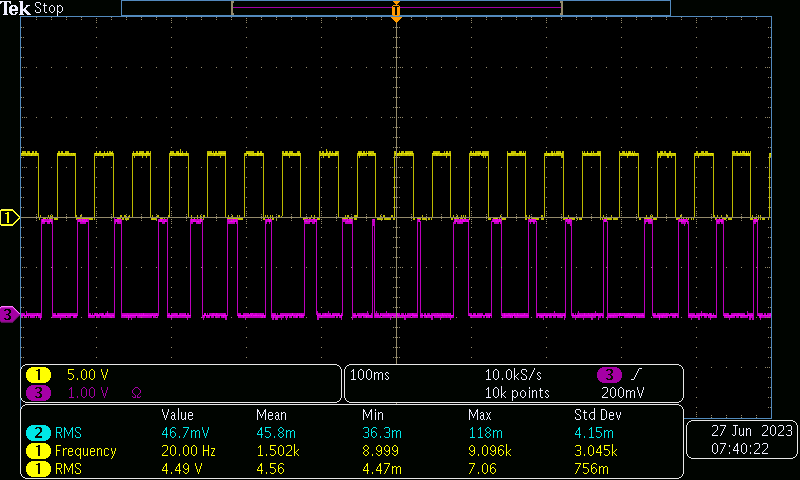 Tek Stop
T
1
3
1 5.00 V
3 1.00 V Ω
100ms 10.0kS/s 3
10k points 200mV
Value Mean Min Max Std Dev
2 RMS 46.7mV 45.8m 36.3m 118m 4.15m
1 Frequency 20.00 Hz 1.502k 8.999 9.096k 3.045k
1 RMS 4.49 V 4.56 4.47m 7.06 756m
27 Jun 2023
07:40:22